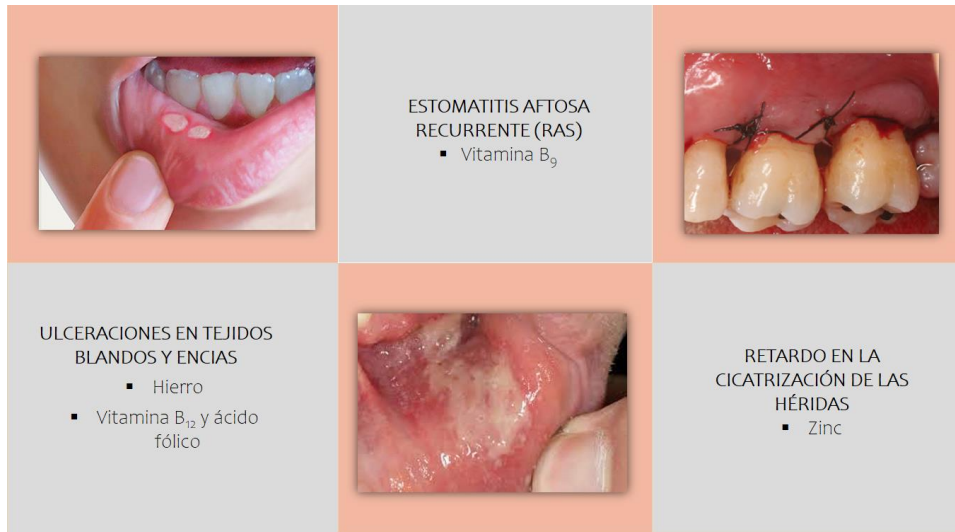 ESTOMATITIS AFTOSA
RECURRENTE (RAS)
▪ Vitamina B₉
ULCERACIONES EN TEJIDOS
BLANDOS Y ENCIAS
▪ Hierro
▪ Vitamina B₁₂ y ácido
fólico
RETARDO EN LA
CICATRIZACIÓN DE LAS
HÉRIDAS
▪ Zinc